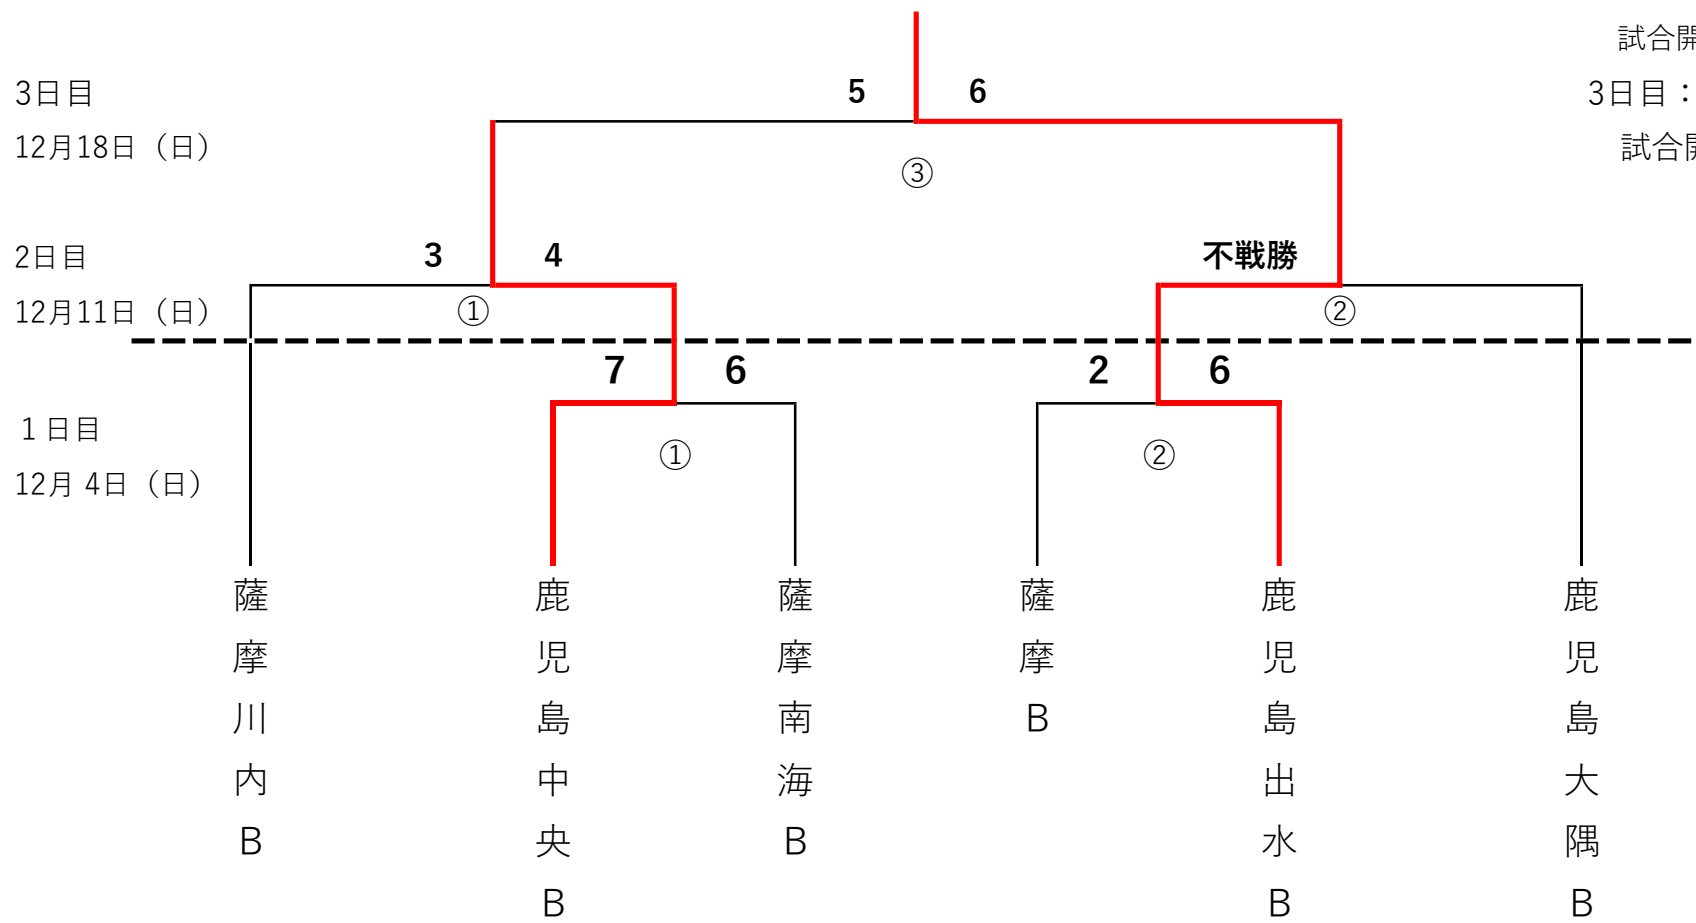 試合開
5 6
3日目
3日目：
12月18日（日）
試合開
③
2日目
3 4
不戦勝
12月11日（日）
①
②
7 6
2 6
1日目
①
②
12月 4日（日）
薩摩川内B
鹿児島中央B
薩摩南海B
薩摩B
鹿児島出水B
鹿児島大隅B